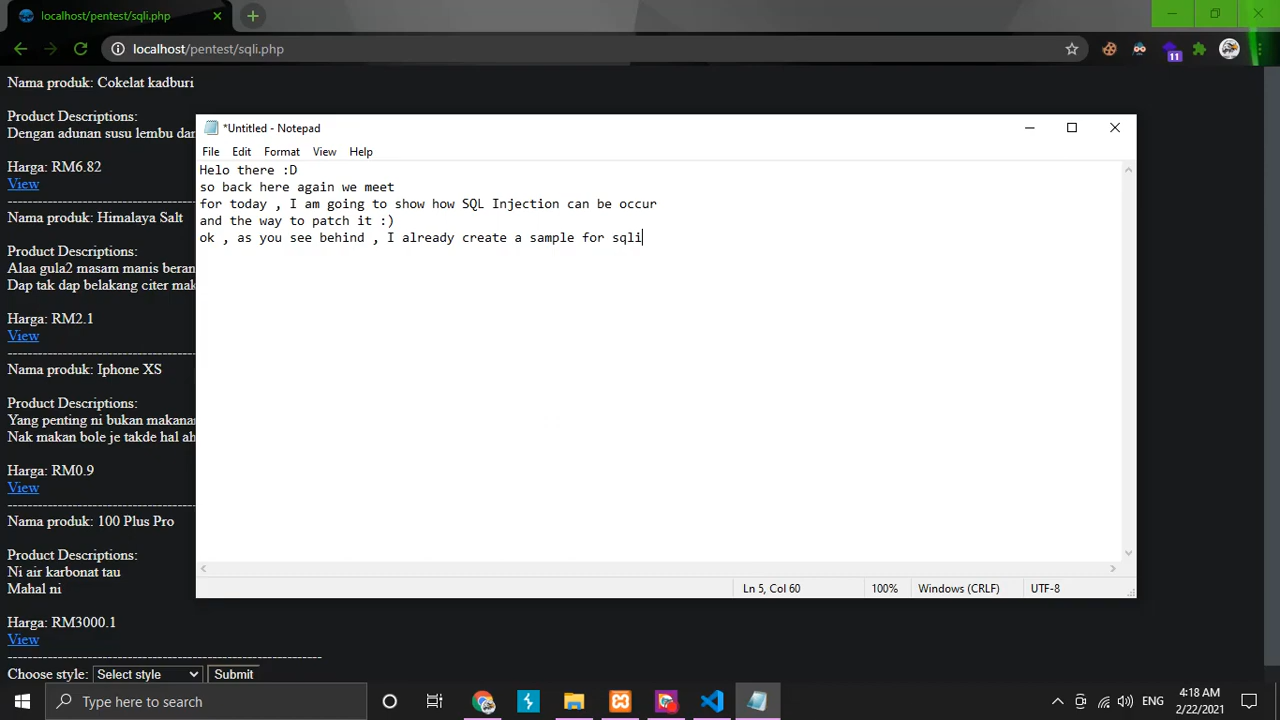 localhost/pentest/sqli.php
localhost/pentest/sqli.php
11
Nama produk: Cokelat kadburi
Product Descriptions:
Dengan adunan susu lembu dar
Harga: RM6.82
View
------------------------------------------------------------
Nama produk: Himalaya Salt
Product Descriptions:
Alaa gula2 masam manis beran
Dap tak dap belakang citer mak
Harga: RM2.1
View
------------------------------------------------------------
Nama produk: Iphone XS
Product Descriptions:
Yang penting ni bukan makanan
Nak makan bole je takde hal ah
Harga: RM0.9
View
------------------------------------------------------------
Nama produk: 100 Plus Pro
Product Descriptions:
Ni air karbonat tau
Mahal ni
Harga: RM3000.1
View
------------------------------------------------------------
Choose style: Select style Submit
*Untitled - Notepad
File Edit Format View Help
Helo there :D
so back here again we meet
for today , I am going to show how SQL Injection can be occur
and the way to patch it :)
ok , as you see behind , I already create a sample for sqli
Ln 5, Col 60 100% Windows (CRLF) UTF-8
Type here to search
ENG
4:18 AM
2/22/2021